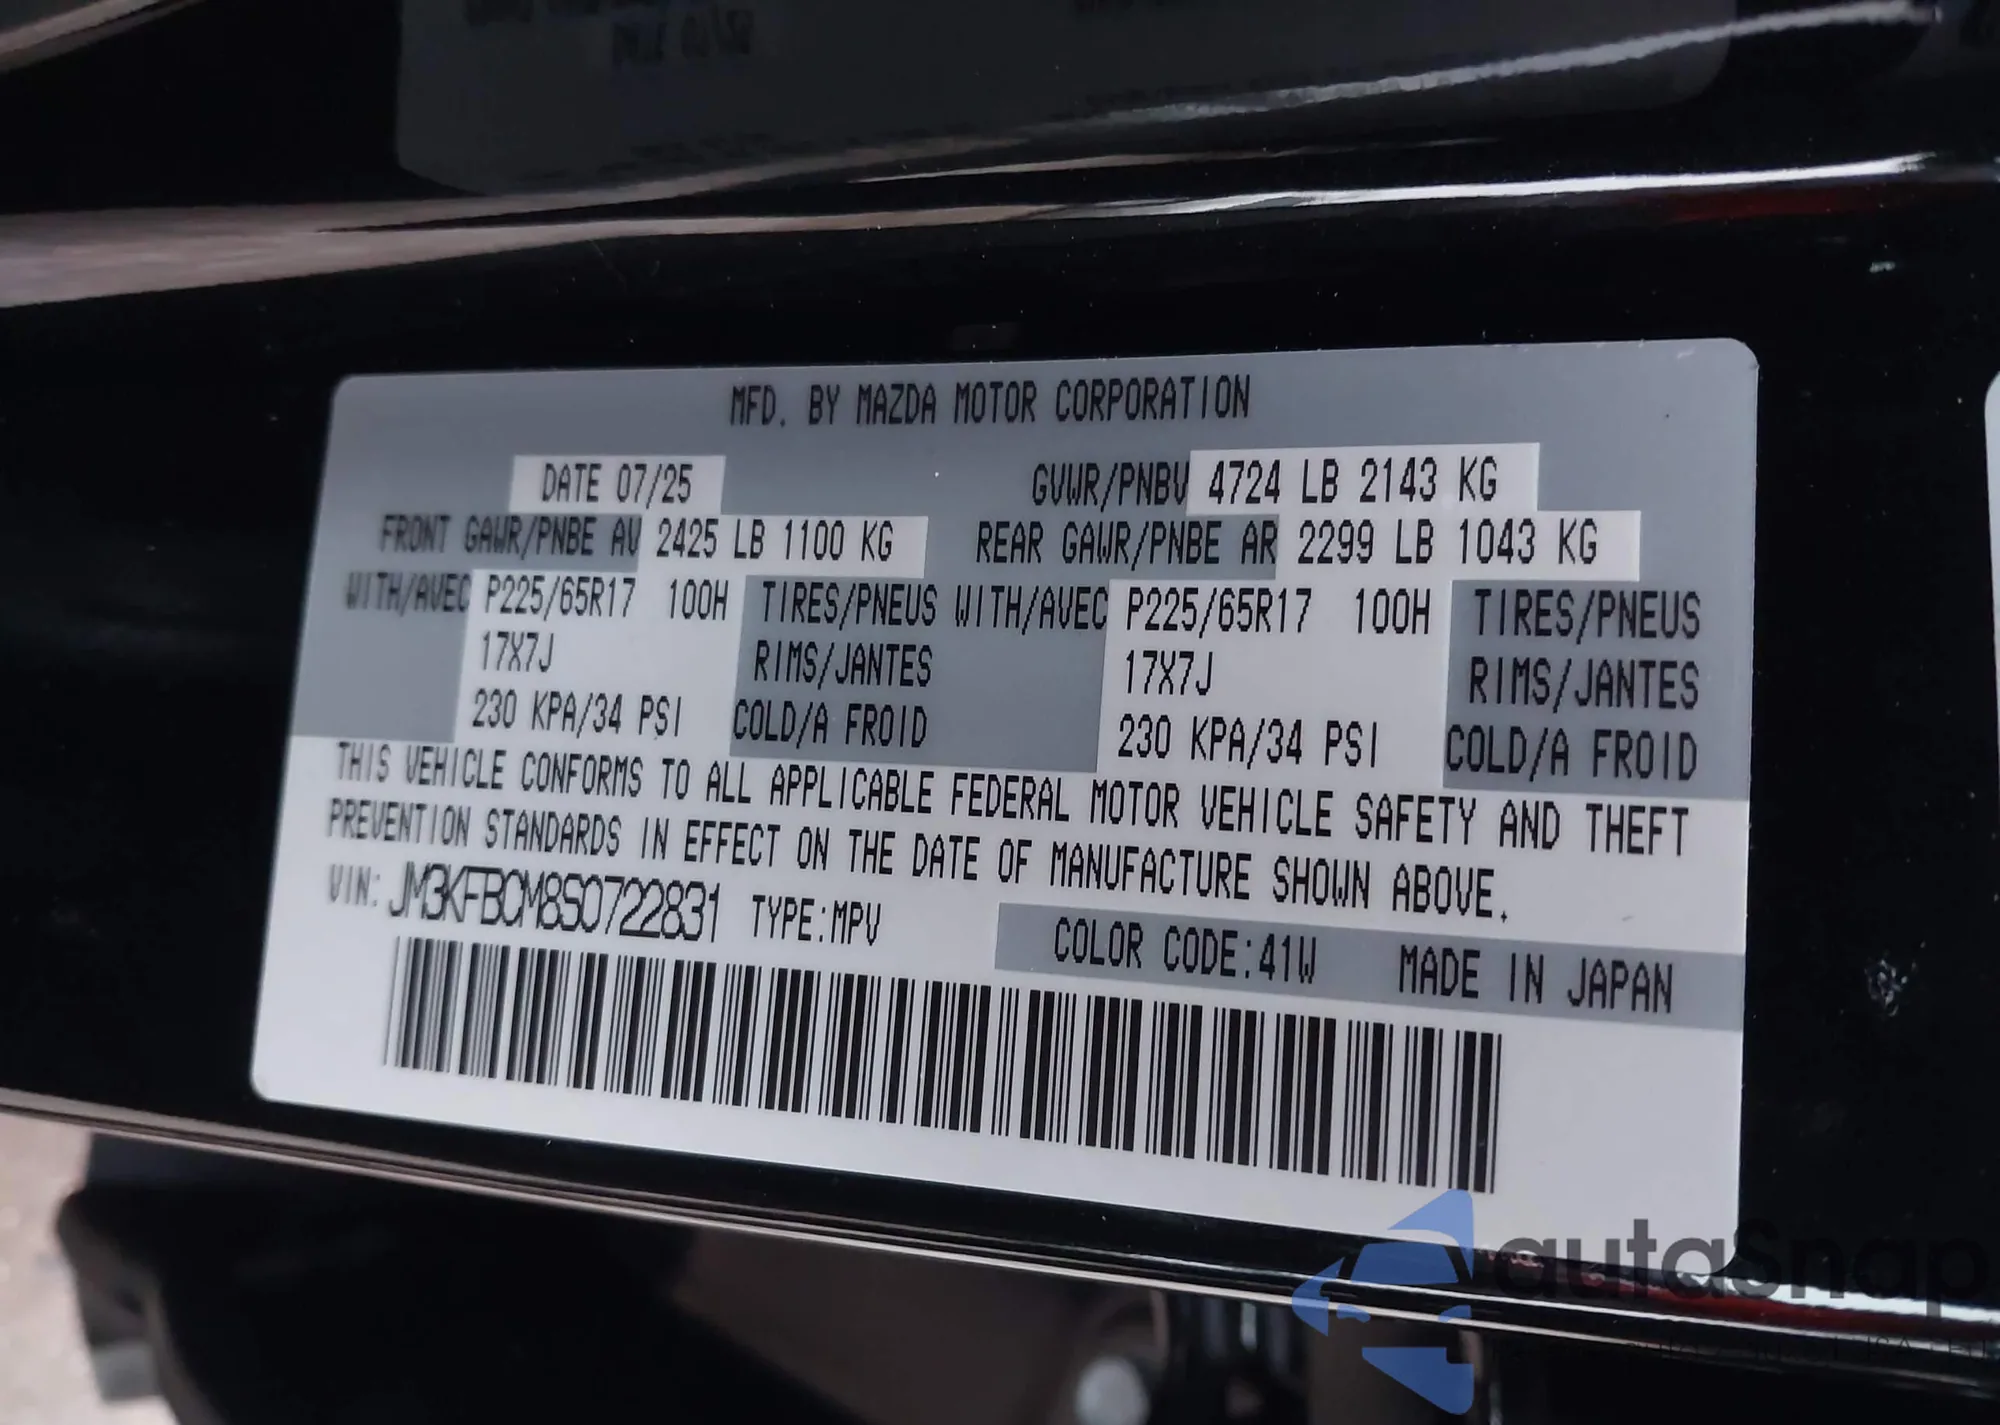 MFD. BY MAZDA MOTOR CORPORATION
DATE 07/25 GVWR/PNBV 4724 LB 2143 KG
FRONT GAWR/PNBE AV 2425 LB 1100 KG REAR GAWR/PNBE AR 2299 LB 1043 KG
WITH/AVEC P225/65R17 100H TIRES/PNEUS WITH/AVEC P225/65R17 100H TIRES/PNEUS
17X7J RIMS/JANTES 17X7J RIMS/JANTES
230 KPA/34 PSI COLD/A FROID 230 KPA/34 PSI COLD/A FROID
THIS VEHICLE CONFORMS TO ALL APPLICABLE FEDERAL MOTOR VEHICLE SAFETY AND THEFT
PREVENTION STANDARDS IN EFFECT ON THE DATE OF MANUFACTURE SHOWN ABOVE.
VIN: JM3KFBCM8S0722831 TYPE:MPV COLOR CODE:41W MADE IN JAPAN
autasnap